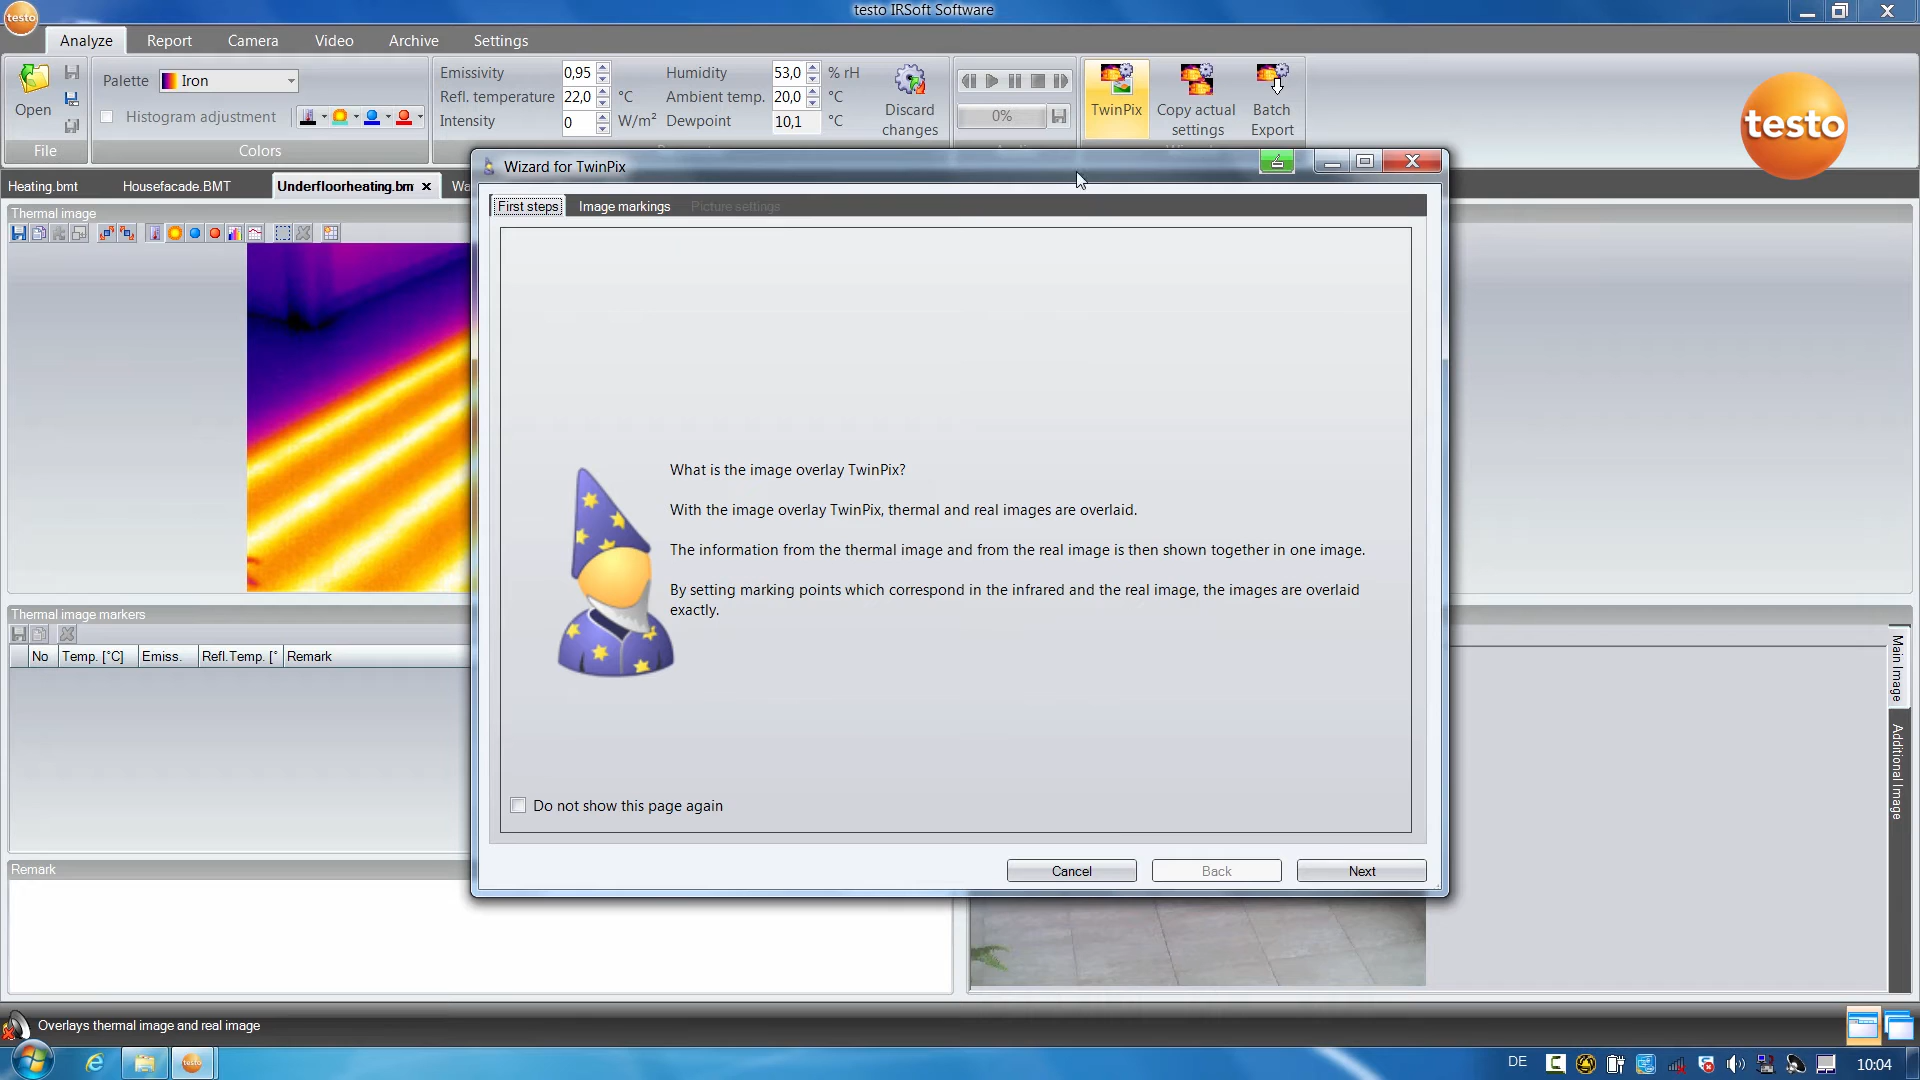 testo
testo IRSoft Software
Analyze Report Camera Video Archive Settings
Open
File
Palette Iron
Histogram adjustment
Colors
Emissivity 0,95
Refl. temperature 22,0 °C
Intensity 0 W/m²
Humidity 53,0 % rH
Ambient temp. 20,0 °C
Dewpoint 10,1 °C
Discard
changes
0%
TwinPix
Copy actual
settings
Batch
Export
testo
Heating.bmt Housefacade.BMT Underfloorheating.bm Wa
Thermal image
Wizard for TwinPix
First steps Image markings Picture settings
What is the image overlay TwinPix?
With the image overlay TwinPix, thermal and real images are overlaid.
The information from the thermal image and from the real image is then shown together in one image.
By setting marking points which correspond in the infrared and the real image, the images are overlaid
exactly.
Do not show this page again
Cancel Back Next
Thermal image markers
No Temp. [°C] Emiss. Refl.Temp. [° Remark
Remark
Main Image
Additional Image
Overlays thermal image and real image
testo
DE
10:04